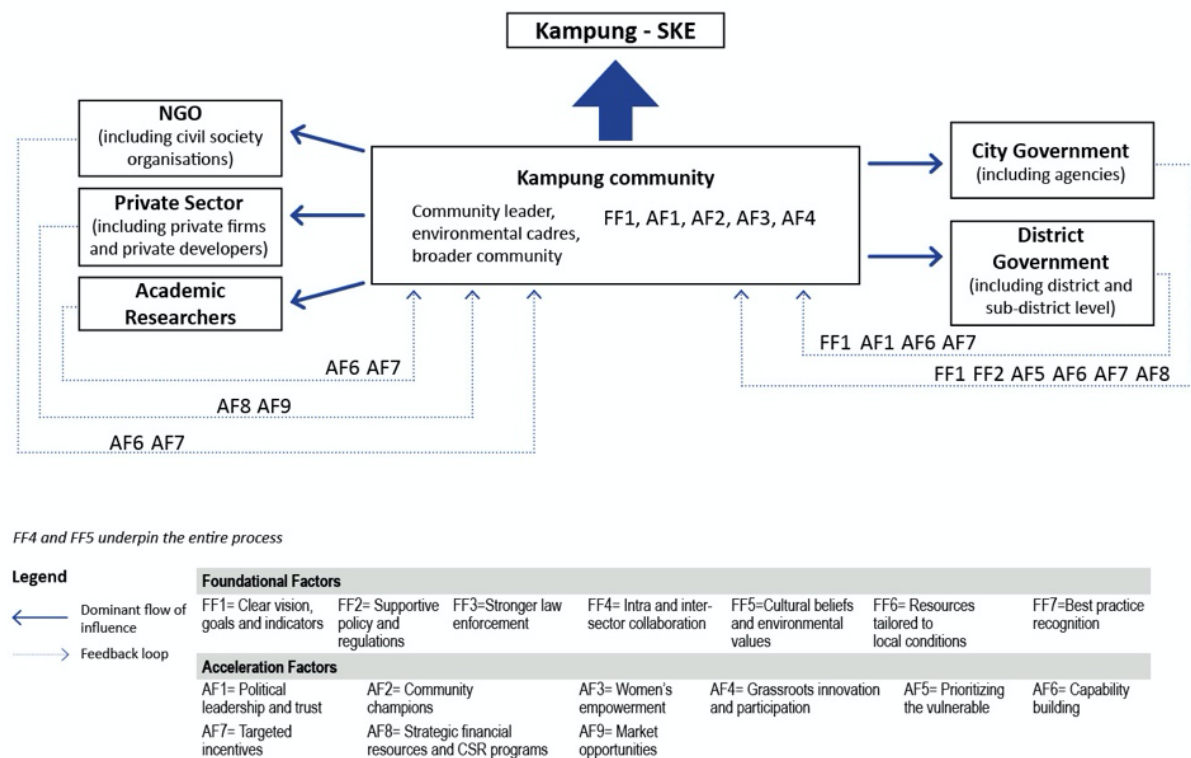 Kampung - SKE
NGO
(including civil society
organisations)
Private Sector
(including private firms
and private developers)
Academic
Researchers
Kampung community
Community leader,
environmental cadres,
broader community
FF1, AF1, AF2, AF3, AF4
City Government
(including agencies)
District
Government
(including district and
sub-district level)
FF1 AF1 AF6 AF7
FF1 FF2 AF5 AF6 AF7 AF8
AF6 AF7
AF8 AF9
AF6 AF7
FF4 and FF5 underpin the entire process
Legend
Dominant flow of
influence
Feedback loop
Foundational Factors
FF1= Clear vision,
goals and indicators
FF2= Supportive
policy and
regulations
FF3=Stronger law
enforcement
FF4= Intra and inter-
sector collaboration
FF5=Cultural beliefs
and environmental
values
FF6= Resources
tailored to
local conditions
FF7=Best practice
recognition
Acceleration Factors
AF1= Political
leadership and trust
AF2= Community
champions
AF3= Women's
empowerment
AF4= Grassroots innovation
and participation
AF5= Prioritizing
the vulnerable
AF6= Capability
building
AF7= Targeted
incentives
AF8= Strategic financial
resources and CSR programs
AF9= Market
opportunities